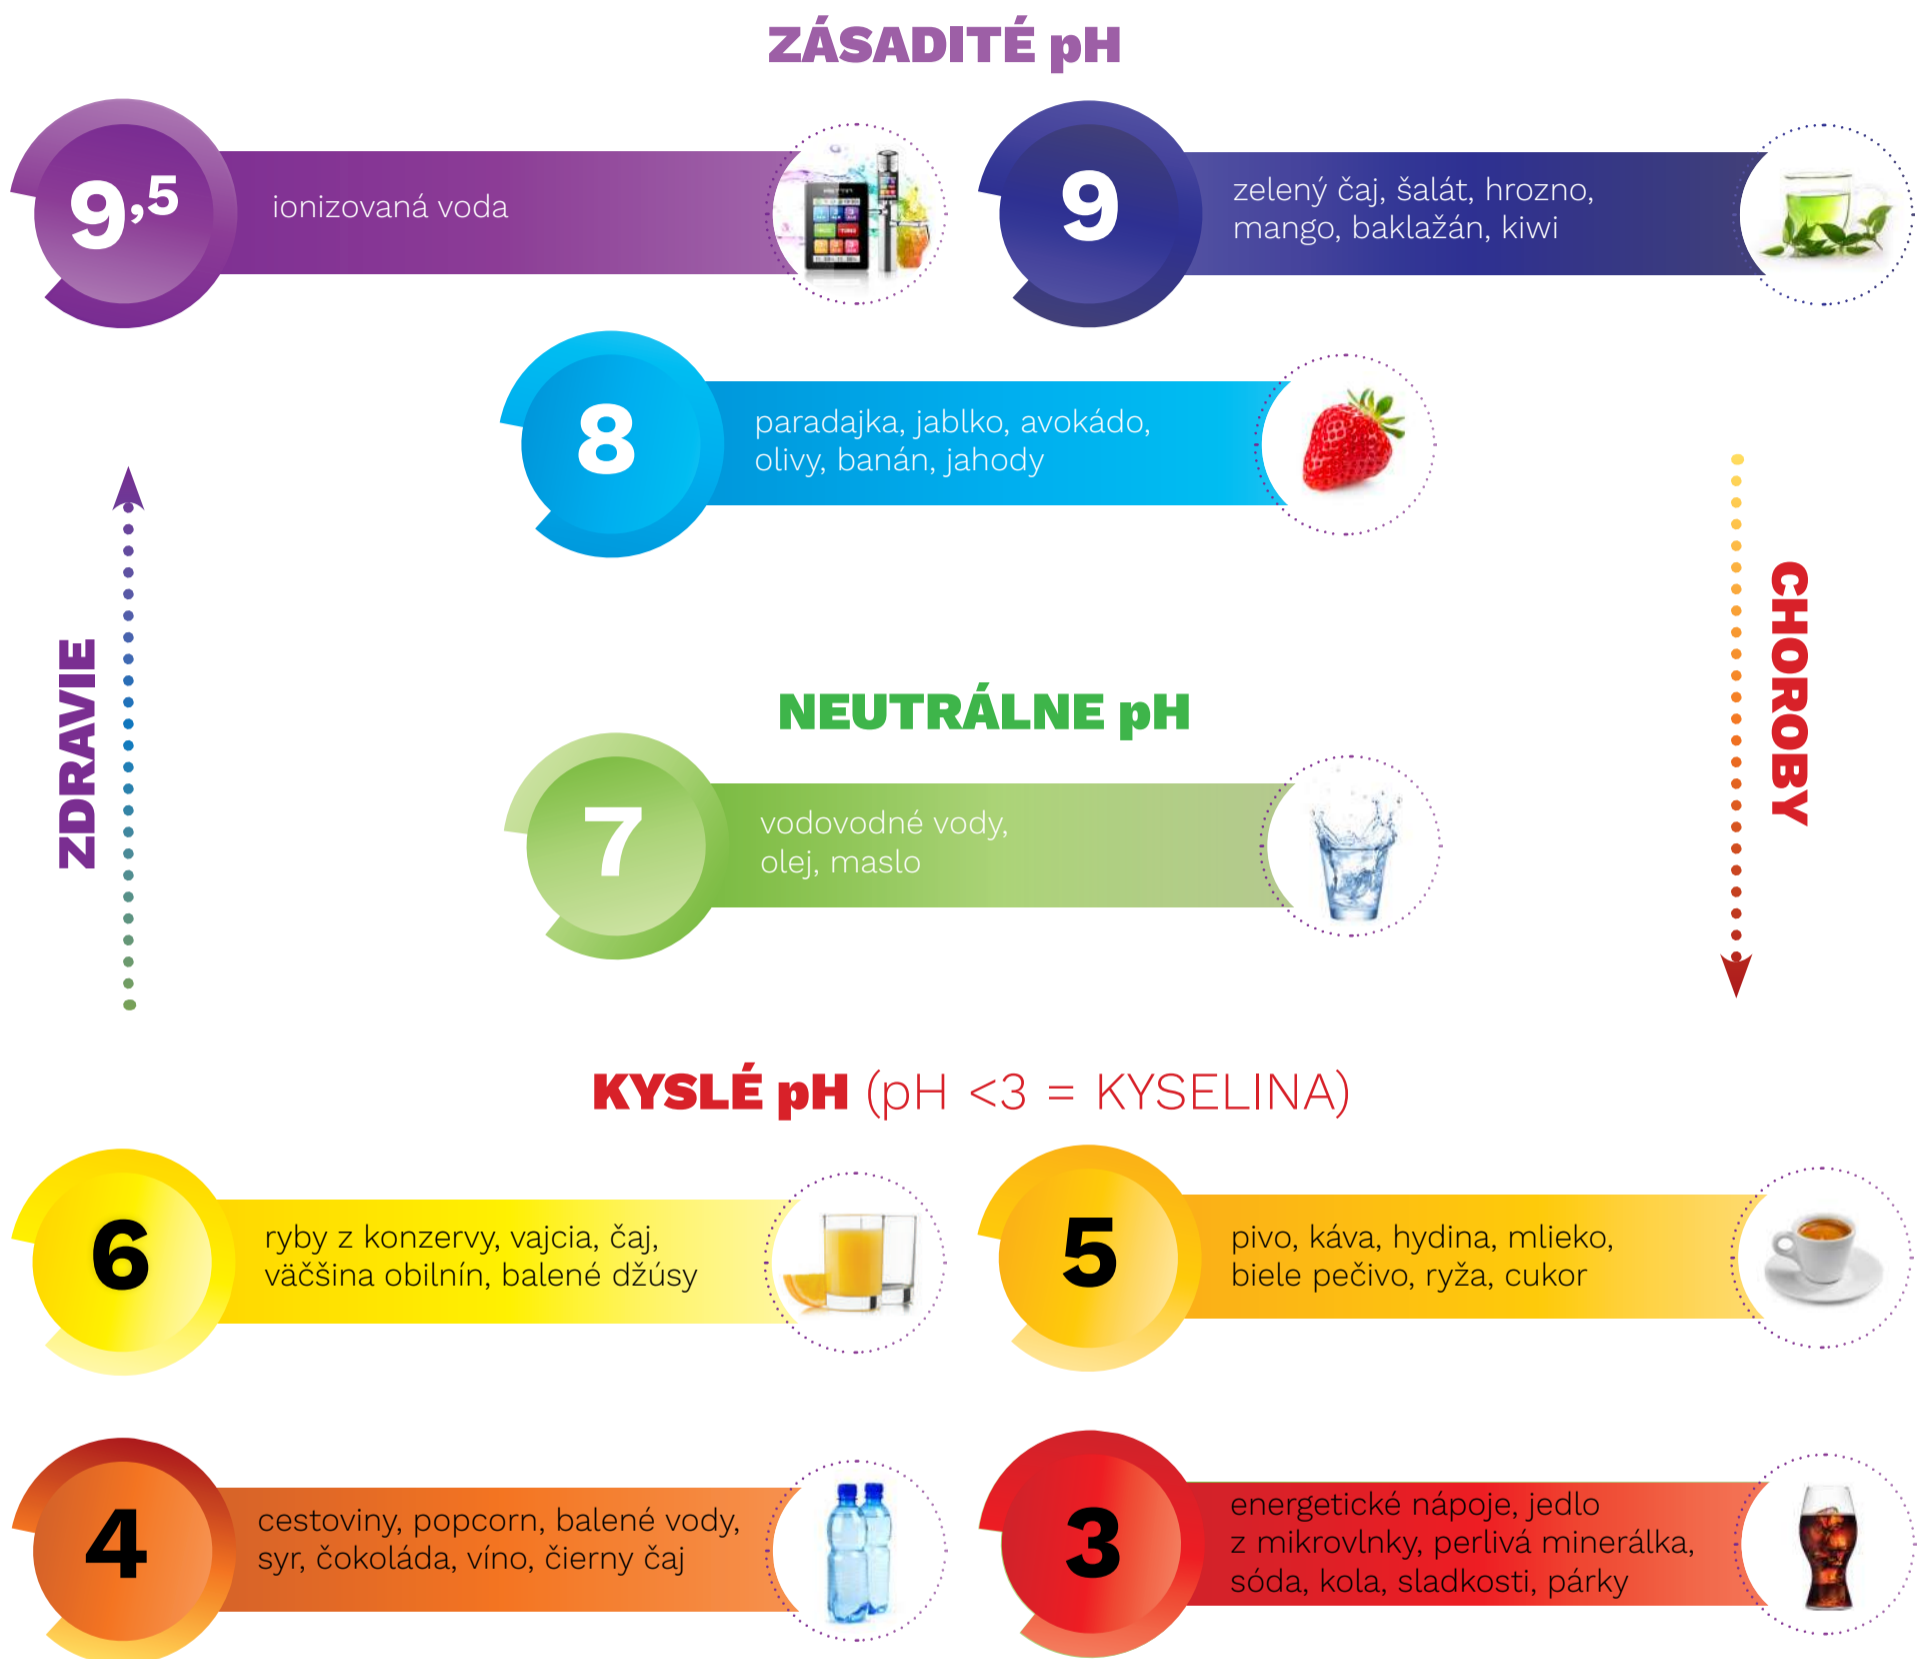 ZÁSADITÉ pH
9,5
ionizovaná voda
9
zelený čaj, šalát, hrozno,
mango, baklažán, kiwi
8
paradajka, jablko, avokádo,
olivy, banán, jahody
ZDRAVIE
CHOROBY
NEUTRÁLNE pH
7
vodovodné vody,
olej, maslo
KYSLÉ pH (pH <3 = KYSELINA)
6
ryby z konzervy, vajcia, čaj,
väčšina obilnín, balené džúsy
5
pivo, káva, hydina, mlieko,
biele pečivo, ryža, cukor
4
cestoviny, popcorn, balené vody,
syr, čokoláda, víno, čierny čaj
3
energetické nápoje, jedlo
z mikrovlnky, perlivá minerálka,
sóda, kola, sladkosti, párky